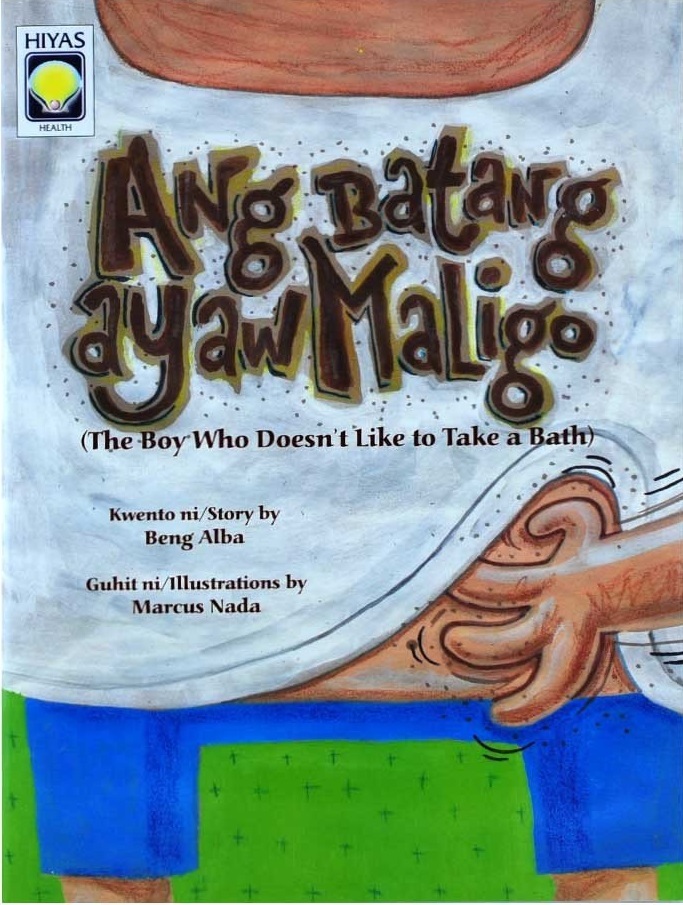 HIYAS
HEALTH
Ang Batang
ayaw Maligo
(The Boy Who Doesn't Like to Take a Bath)
Kwento ni/Story by
Beng Alba
Guhit ni/Illustrations by
Marcus Nada